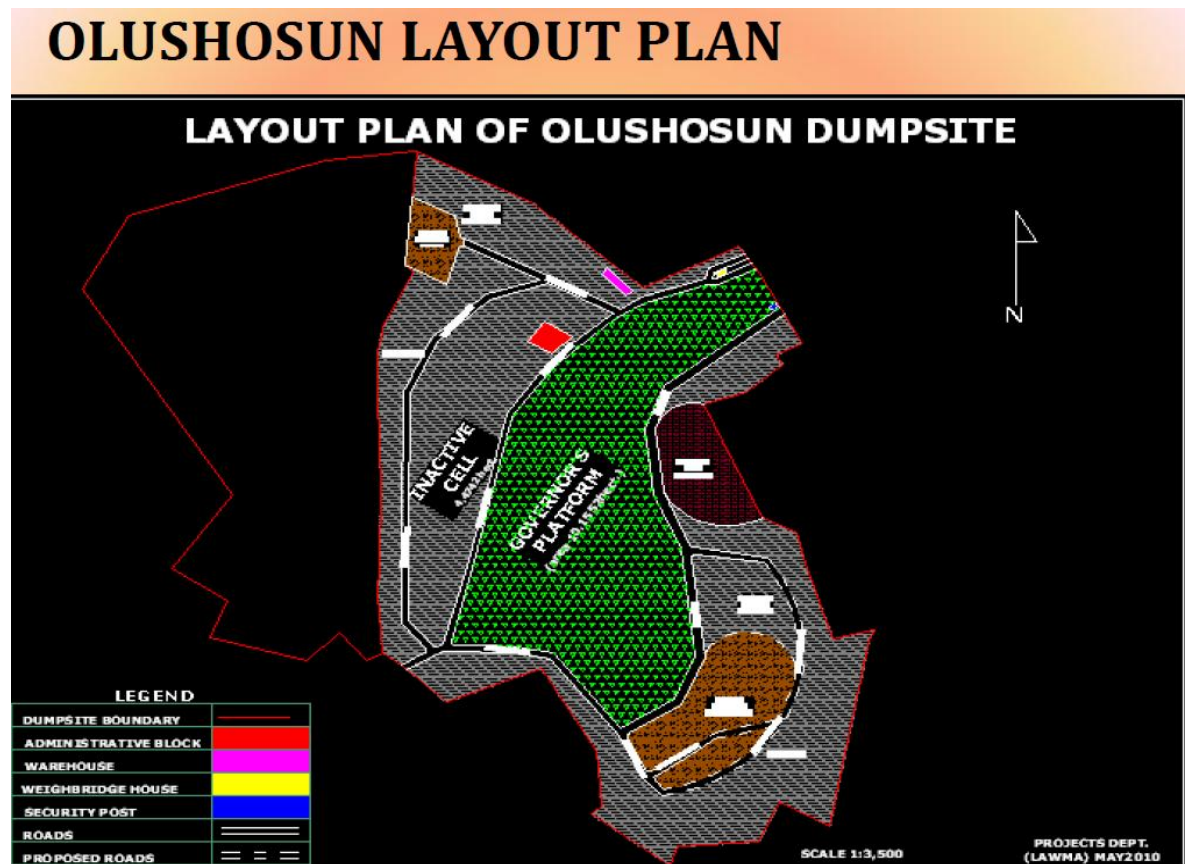 OLUSHOSUN LAYOUT PLAN
LAYOUT PLAN OF OLUSHOSUN DUMPSITE
N
INACTIVE
CELL
GOVERNOR'S
PLATFORM
LEGEND
DUMPSITE BOUNDARY
ADMINISTRATIVE BLOCK
WAREHOUSE
WEIGHBRIDGE HOUSE
SECURITY POST
ROADS
PROPOSED ROADS
SCALE 1:3,500
PROJECTS DEPT.
(LAWMA) MAY2010